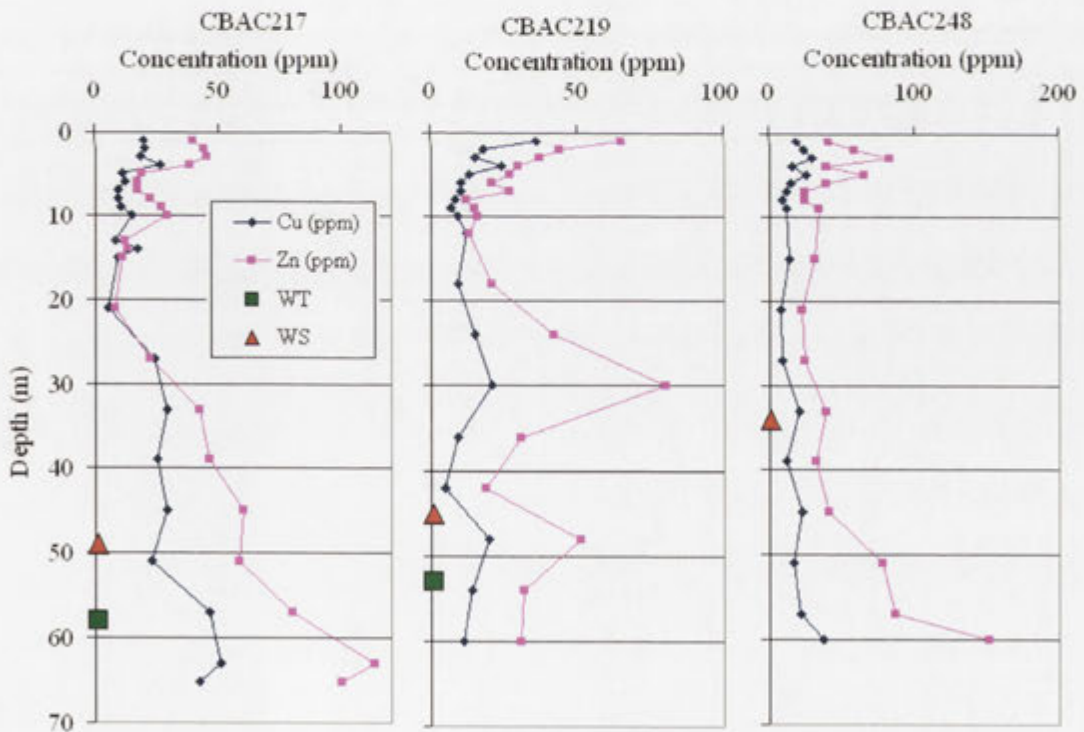 CBAC217
Concentration (ppm)
0 50 100
CBAC219
Concentration (ppm)
0 50 100
CBAC248
Concentration (ppm)
0 100 200
Depth (m)
0
10
20
30
40
50
60
70
Cu (ppm)
Zn (ppm)
WT
WS